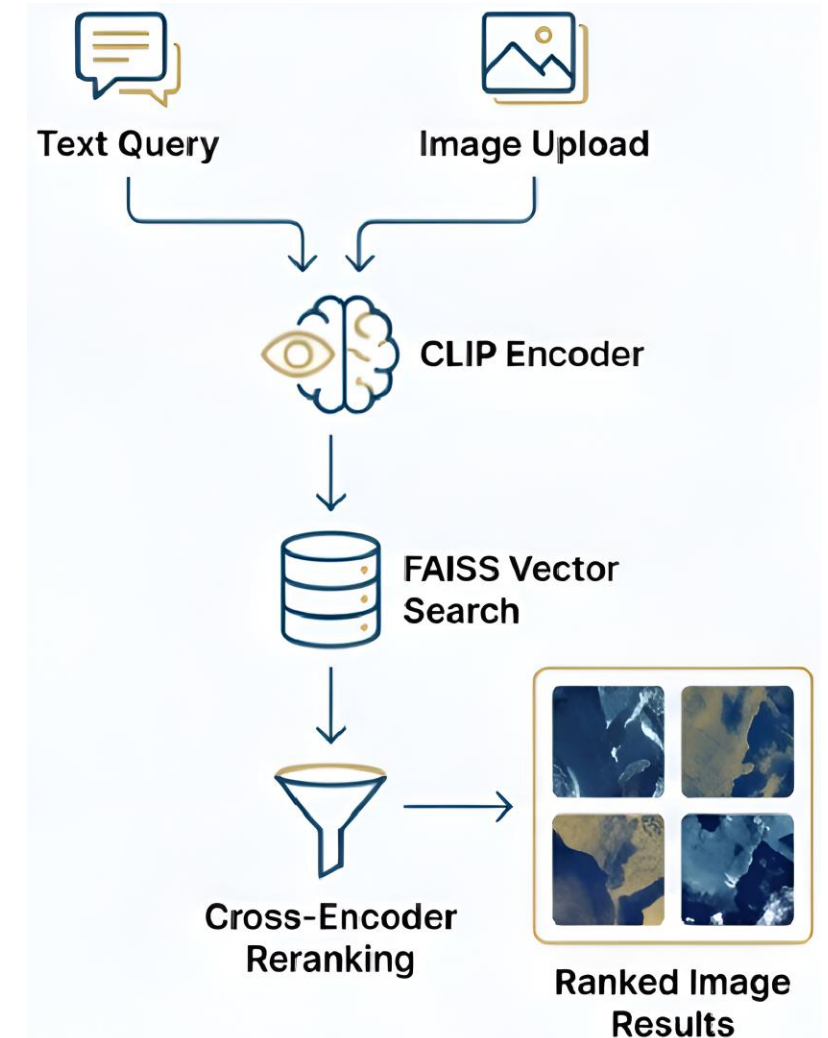 Text Query
Image Upload
CLIP Encoder
FAISS Vector
Search
Cross-Encoder
Reranking
Ranked Image
Results